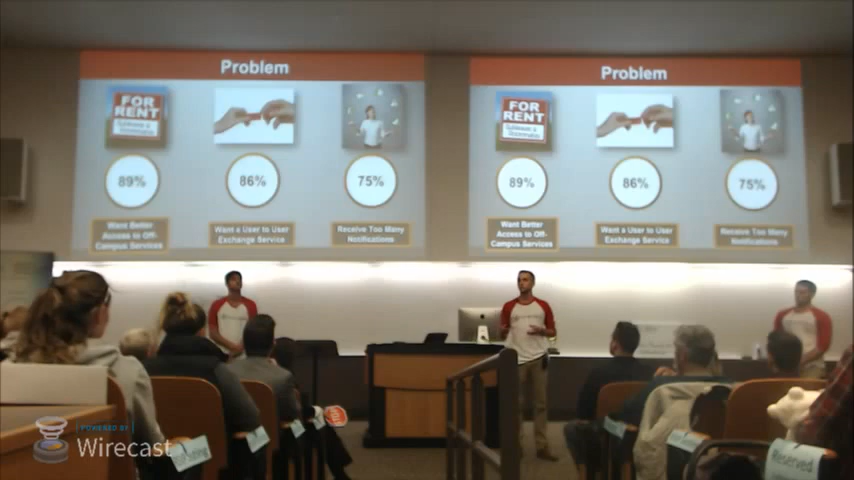 Problem
FOR
RENT
89%
86%
75%
Want Better
Access to Off-
Campus Services
Want a User to User
Exchange Service
Receive Too Many
Notifications
Problem
FOR
RENT
89%
86%
75%
Want Better
Access to Off-
Campus Services
Want a User to User
Exchange Service
Receive Too Many
Notifications
POWERED BY
Wirecast
Reserved